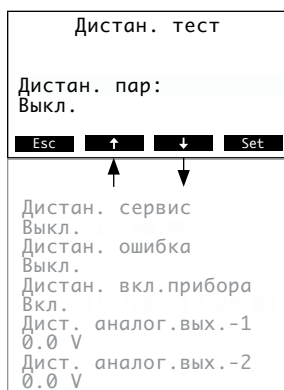 Дистан. тест
Дистан. пар:
Выкл.
Esc ↑ ↓ Set
Дистан. сервис
Выкл.
Дистан. ошибка
Выкл.
Дистан. вкл.прибора
Вкл.
Дист. аналог.вых.-1
0.0 V
Дист. аналог.вых.-2
0.0 V